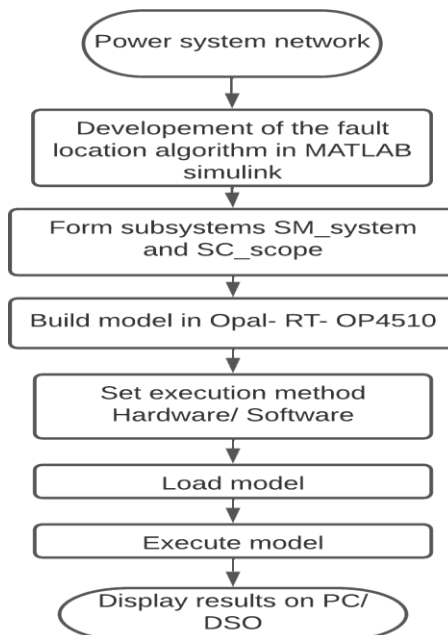 Power system network
Developement of the fault
location algorithm in MATLAB
simulink
Form subsystems SM_system
and SC_scope
Build model in Opal- RT- OP4510
Set execution method
Hardware/ Software
Load model
Execute model
Display results on PC/
DSO